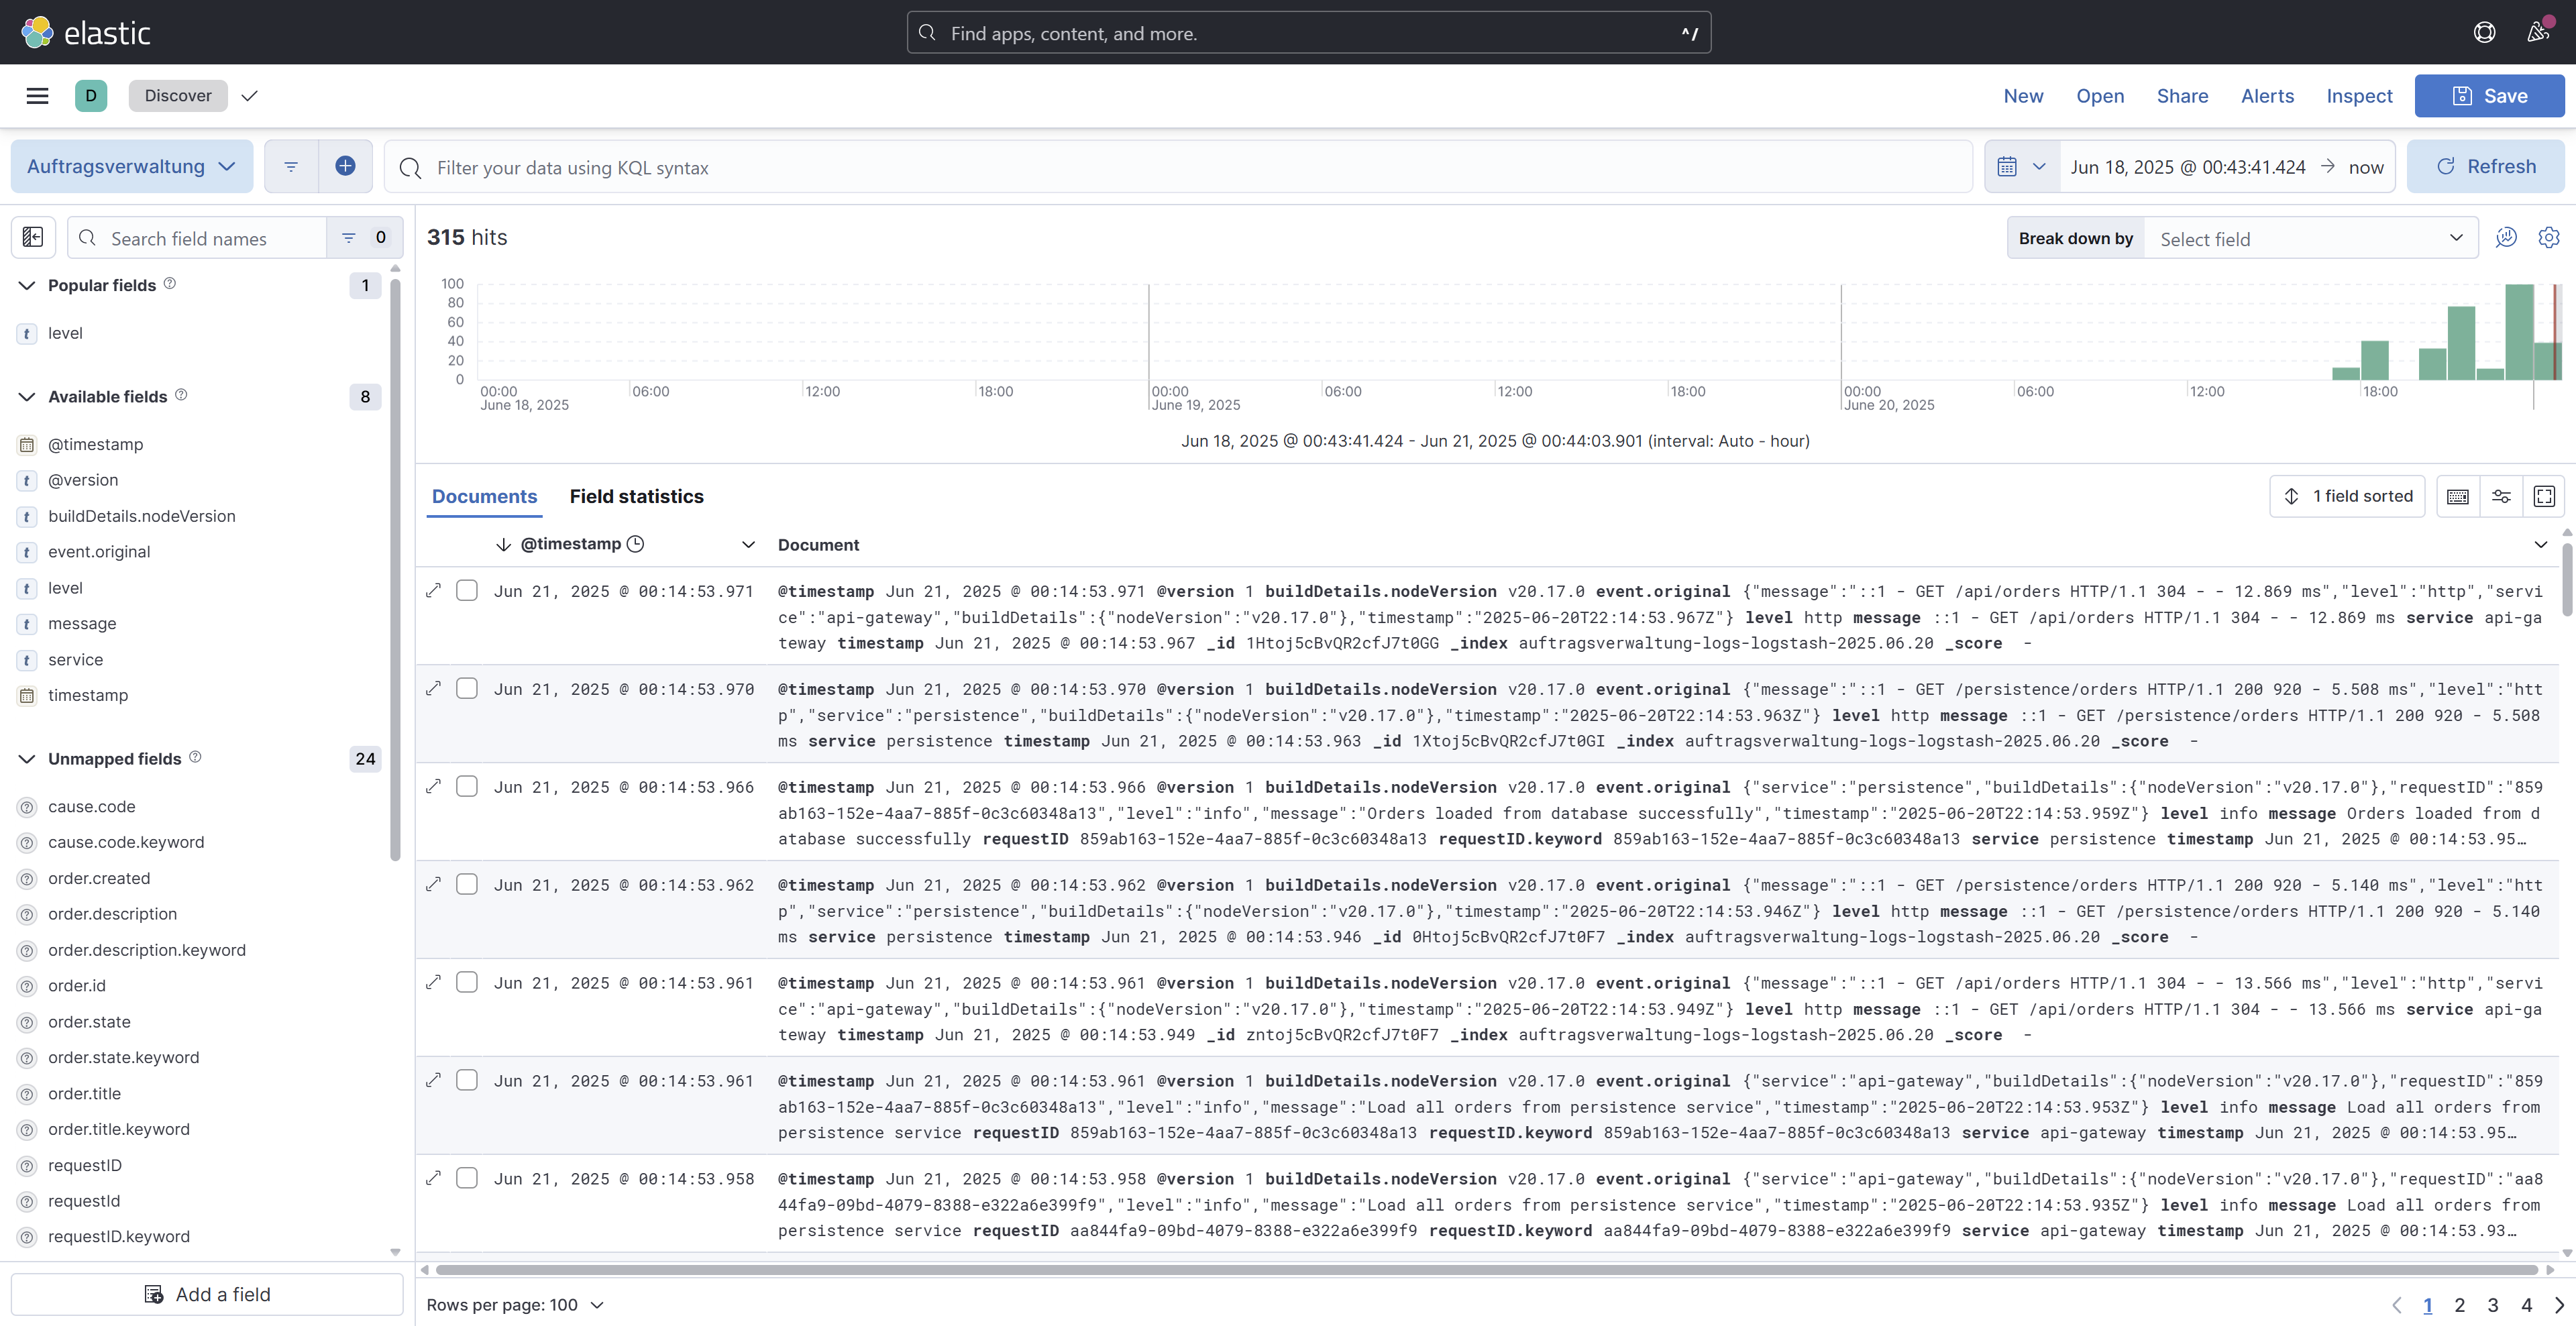 elastic
Find apps, content, and more.
^/
D
Discover
New
Open
Share
Alerts
Inspect
Save
Auftragsverwaltung
Filter your data using KQL syntax
Jun 18, 2025 @ 00:43:41.424 → now
Refresh
Search field names
0
Popular fields
1
t level
Available fields
8
@timestamp
t @version
t buildDetails.nodeVersion
t event.original
t level
t message
t service
timestamp
Unmapped fields
24
cause.code
cause.code.keyword
order.created
order.description
order.description.keyword
order.id
order.state
order.state.keyword
order.title
order.title.keyword
requestID
requestId
requestID.keyword
Add a field
315 hits
Break down by
Select field
100
80
60
40
20
0
00:00 06:00 12:00 18:00 00:00 06:00 12:00 18:00 00:00 06:00 12:00 18:00
June 18, 2025 June 19, 2025 June 20, 2025
Jun 18, 2025 @ 00:43:41.424 - Jun 21, 2025 @ 00:44:03.901 (interval: Auto - hour)
Documents
Field statistics
1 field sorted
@timestamp
Document
Jun 21, 2025 @ 00:14:53.971
@timestamp Jun 21, 2025 @ 00:14:53.971 @version 1 buildDetails.nodeVersion v20.17.0 event.original {"message":"::1 - GET /api/orders HTTP/1.1 304 - - 12.869 ms","level":"http","servi
ce":"api-gateway","buildDetails":{"nodeVersion":"v20.17.0"},"timestamp":"2025-06-20T22:14:53.967Z"} level http message ::1 - GET /api/orders HTTP/1.1 304 - - 12.869 ms service api-ga
teway timestamp Jun 21, 2025 @ 00:14:53.967 _id 1Htoj5cBvQR2cfJ7t0GG _index auftragsverwaltung-logs-logstash-2025.06.20 _score -
Jun 21, 2025 @ 00:14:53.970
@timestamp Jun 21, 2025 @ 00:14:53.970 @version 1 buildDetails.nodeVersion v20.17.0 event.original {"message":"::1 - GET /persistence/orders HTTP/1.1 200 920 - 5.508 ms","level":"htt
p","service":"persistence","buildDetails":{"nodeVersion":"v20.17.0"},"timestamp":"2025-06-20T22:14:53.963Z"} level http message ::1 - GET /persistence/orders HTTP/1.1 200 920 - 5.508
ms service persistence timestamp Jun 21, 2025 @ 00:14:53.963 _id 1Xtoj5cBvQR2cfJ7t0GI _index auftragsverwaltung-logs-logstash-2025.06.20 _score -
Jun 21, 2025 @ 00:14:53.966
@timestamp Jun 21, 2025 @ 00:14:53.966 @version 1 buildDetails.nodeVersion v20.17.0 event.original {"service":"persistence","buildDetails":{"nodeVersion":"v20.17.0"},"requestID":"859
ab163-152e-4aa7-885f-0c3c60348a13","level":"info","message":"Orders loaded from database successfully","timestamp":"2025-06-20T22:14:53.959Z"} level info message Orders loaded from d
atabase successfully requestID 859ab163-152e-4aa7-885f-0c3c60348a13 requestID.keyword 859ab163-152e-4aa7-885f-0c3c60348a13 service persistence timestamp Jun 21, 2025 @ 00:14:53.95…
Jun 21, 2025 @ 00:14:53.962
@timestamp Jun 21, 2025 @ 00:14:53.962 @version 1 buildDetails.nodeVersion v20.17.0 event.original {"message":"::1 - GET /persistence/orders HTTP/1.1 200 920 - 5.140 ms","level":"htt
p","service":"persistence","buildDetails":{"nodeVersion":"v20.17.0"},"timestamp":"2025-06-20T22:14:53.946Z"} level http message ::1 - GET /persistence/orders HTTP/1.1 200 920 - 5.140
ms service persistence timestamp Jun 21, 2025 @ 00:14:53.946 _id 0Htoj5cBvQR2cfJ7t0F7 _index auftragsverwaltung-logs-logstash-2025.06.20 _score -
Jun 21, 2025 @ 00:14:53.961
@timestamp Jun 21, 2025 @ 00:14:53.961 @version 1 buildDetails.nodeVersion v20.17.0 event.original {"message":"::1 - GET /api/orders HTTP/1.1 304 - - 13.566 ms","level":"http","servi
ce":"api-gateway","buildDetails":{"nodeVersion":"v20.17.0"},"timestamp":"2025-06-20T22:14:53.949Z"} level http message ::1 - GET /api/orders HTTP/1.1 304 - - 13.566 ms service api-ga
teway timestamp Jun 21, 2025 @ 00:14:53.949 _id zntoj5cBvQR2cfJ7t0F7 _index auftragsverwaltung-logs-logstash-2025.06.20 _score -
Jun 21, 2025 @ 00:14:53.961
@timestamp Jun 21, 2025 @ 00:14:53.961 @version 1 buildDetails.nodeVersion v20.17.0 event.original {"service":"api-gateway","buildDetails":{"nodeVersion":"v20.17.0"},"requestID":"859
ab163-152e-4aa7-885f-0c3c60348a13","level":"info","message":"Load all orders from persistence service","timestamp":"2025-06-20T22:14:53.953Z"} level info message Load all orders from
persistence service requestID 859ab163-152e-4aa7-885f-0c3c60348a13 requestID.keyword 859ab163-152e-4aa7-885f-0c3c60348a13 service api-gateway timestamp Jun 21, 2025 @ 00:14:53.95…
Jun 21, 2025 @ 00:14:53.958
@timestamp Jun 21, 2025 @ 00:14:53.958 @version 1 buildDetails.nodeVersion v20.17.0 event.original {"service":"api-gateway","buildDetails":{"nodeVersion":"v20.17.0"},"requestID":"aa8
44fa9-09bd-4079-8388-e322a6e399f9","level":"info","message":"Load all orders from persistence service","timestamp":"2025-06-20T22:14:53.935Z"} level info message Load all orders from
persistence service requestID aa844fa9-09bd-4079-8388-e322a6e399f9 requestID.keyword aa844fa9-09bd-4079-8388-e322a6e399f9 service api-gateway timestamp Jun 21, 2025 @ 00:14:53.93…
Rows per page: 100
1 2 3 4